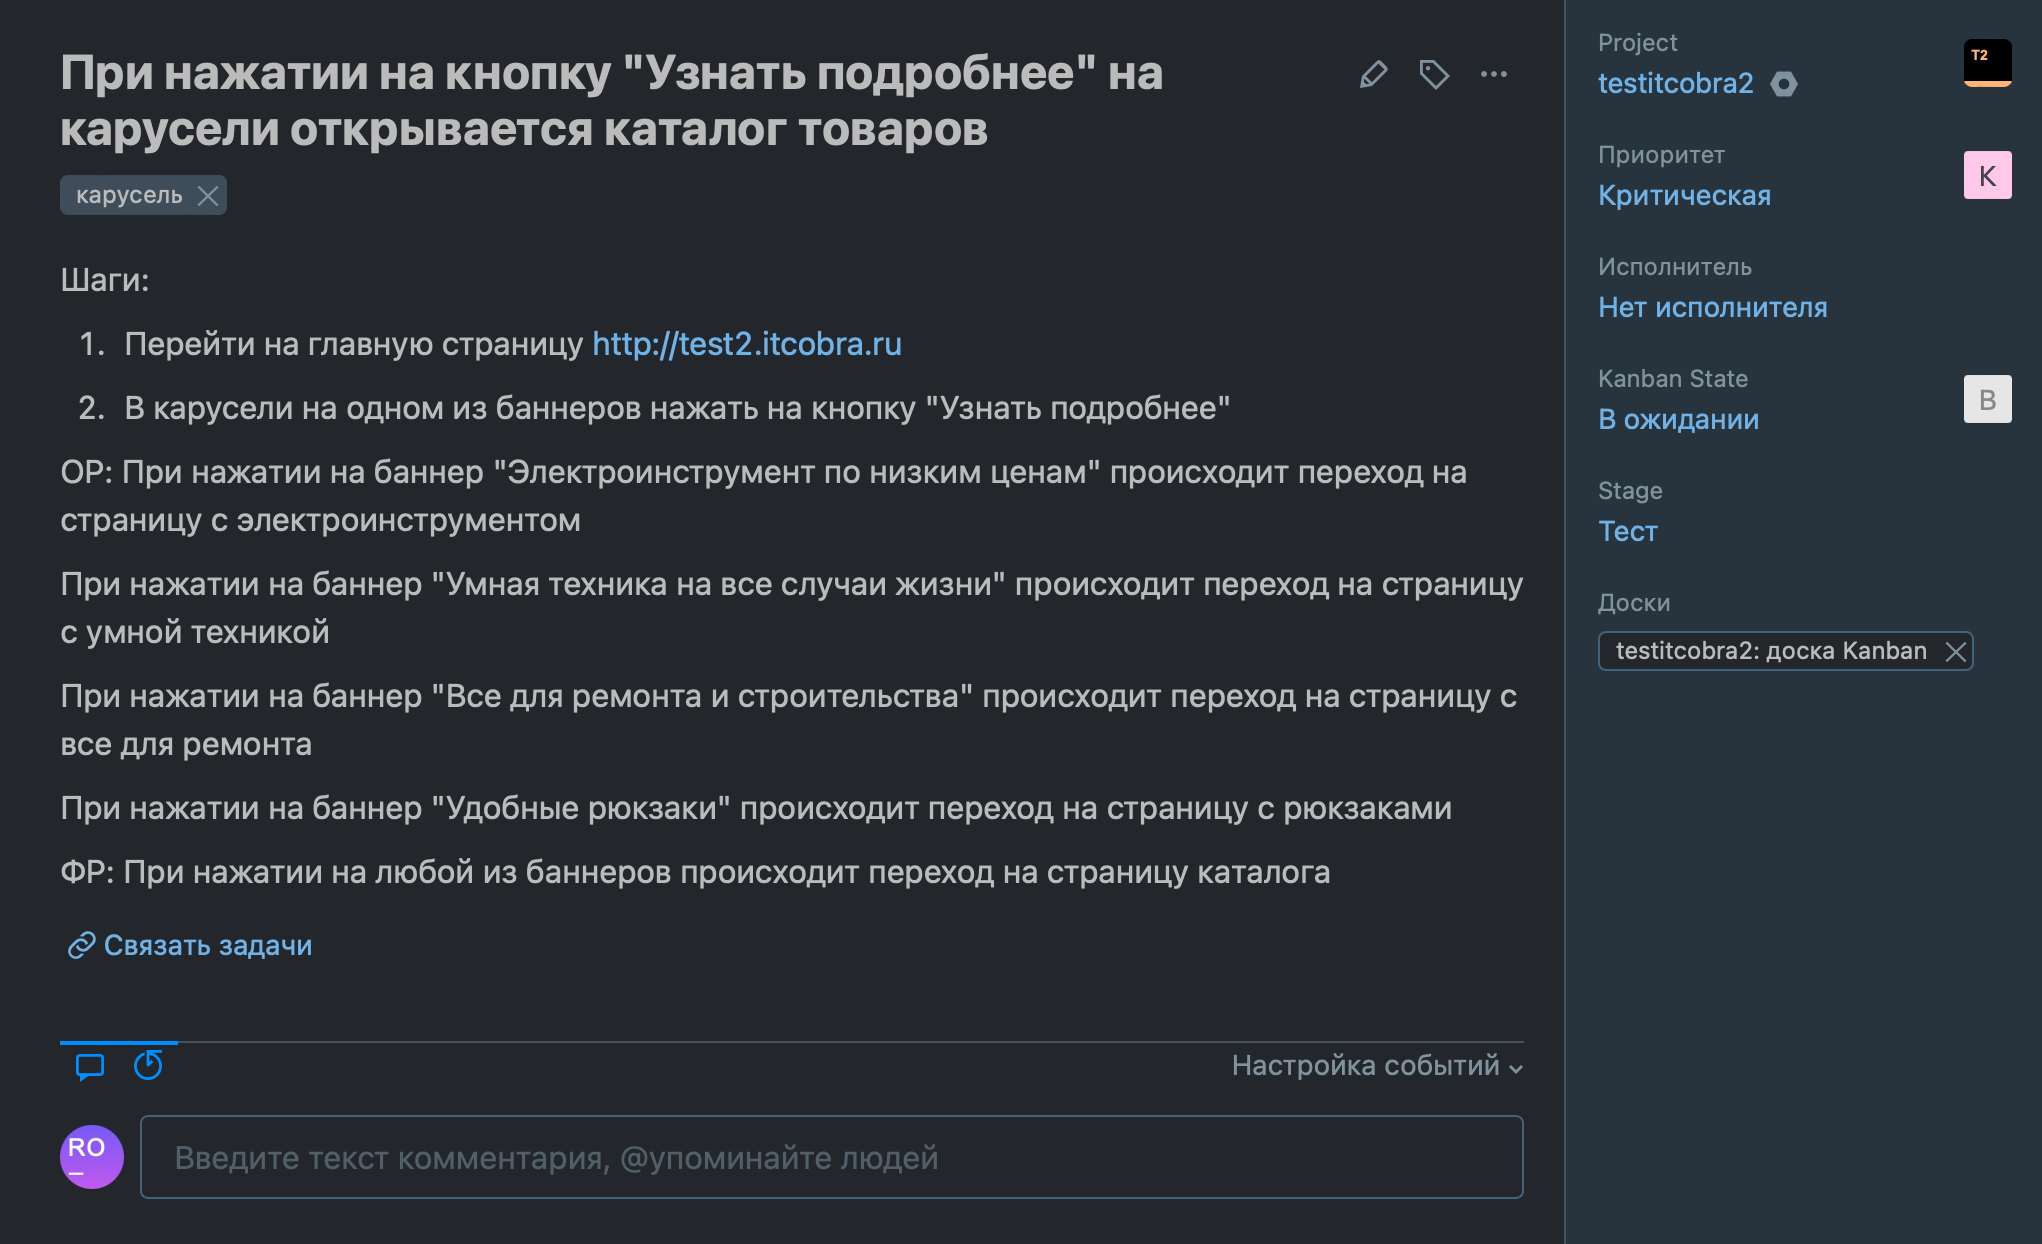 При нажатии на кнопку "Узнать подробнее" на
карусели открывается каталог товаров
карусель
Шаги:
1. Перейти на главную страницу http://test2.itcobra.ru
2. В карусели на одном из баннеров нажать на кнопку "Узнать подробнее"
ОР: При нажатии на баннер "Электроинструмент по низким ценам" происходит переход на
страницу с электроинструментом
При нажатии на баннер "Умная техника на все случаи жизни" происходит переход на страницу
с умной техникой
При нажатии на баннер "Все для ремонта и строительства" происходит переход на страницу с
все для ремонта
При нажатии на баннер "Удобные рюкзаки" происходит переход на страницу с рюкзаками
ФР: При нажатии на любой из баннеров происходит переход на страницу каталога
Связать задачи
Настройка событий
RO
Введите текст комментария, @упоминайте людей
Project
testitcobra2
T2
Приоритет
Критическая
К
Исполнитель
Нет исполнителя
Kanban State
В ожидании
В
Stage
Тест
Доски
testitcobra2: доска Kanban